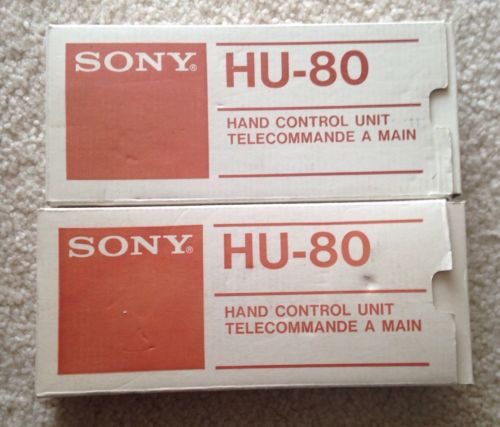 SONY®
HU-80
HAND CONTROL UNIT
TELECOMMANDE A MAIN
SONY®
HU-80
HAND CONTROL UNIT
TELECOMMANDE A MAIN